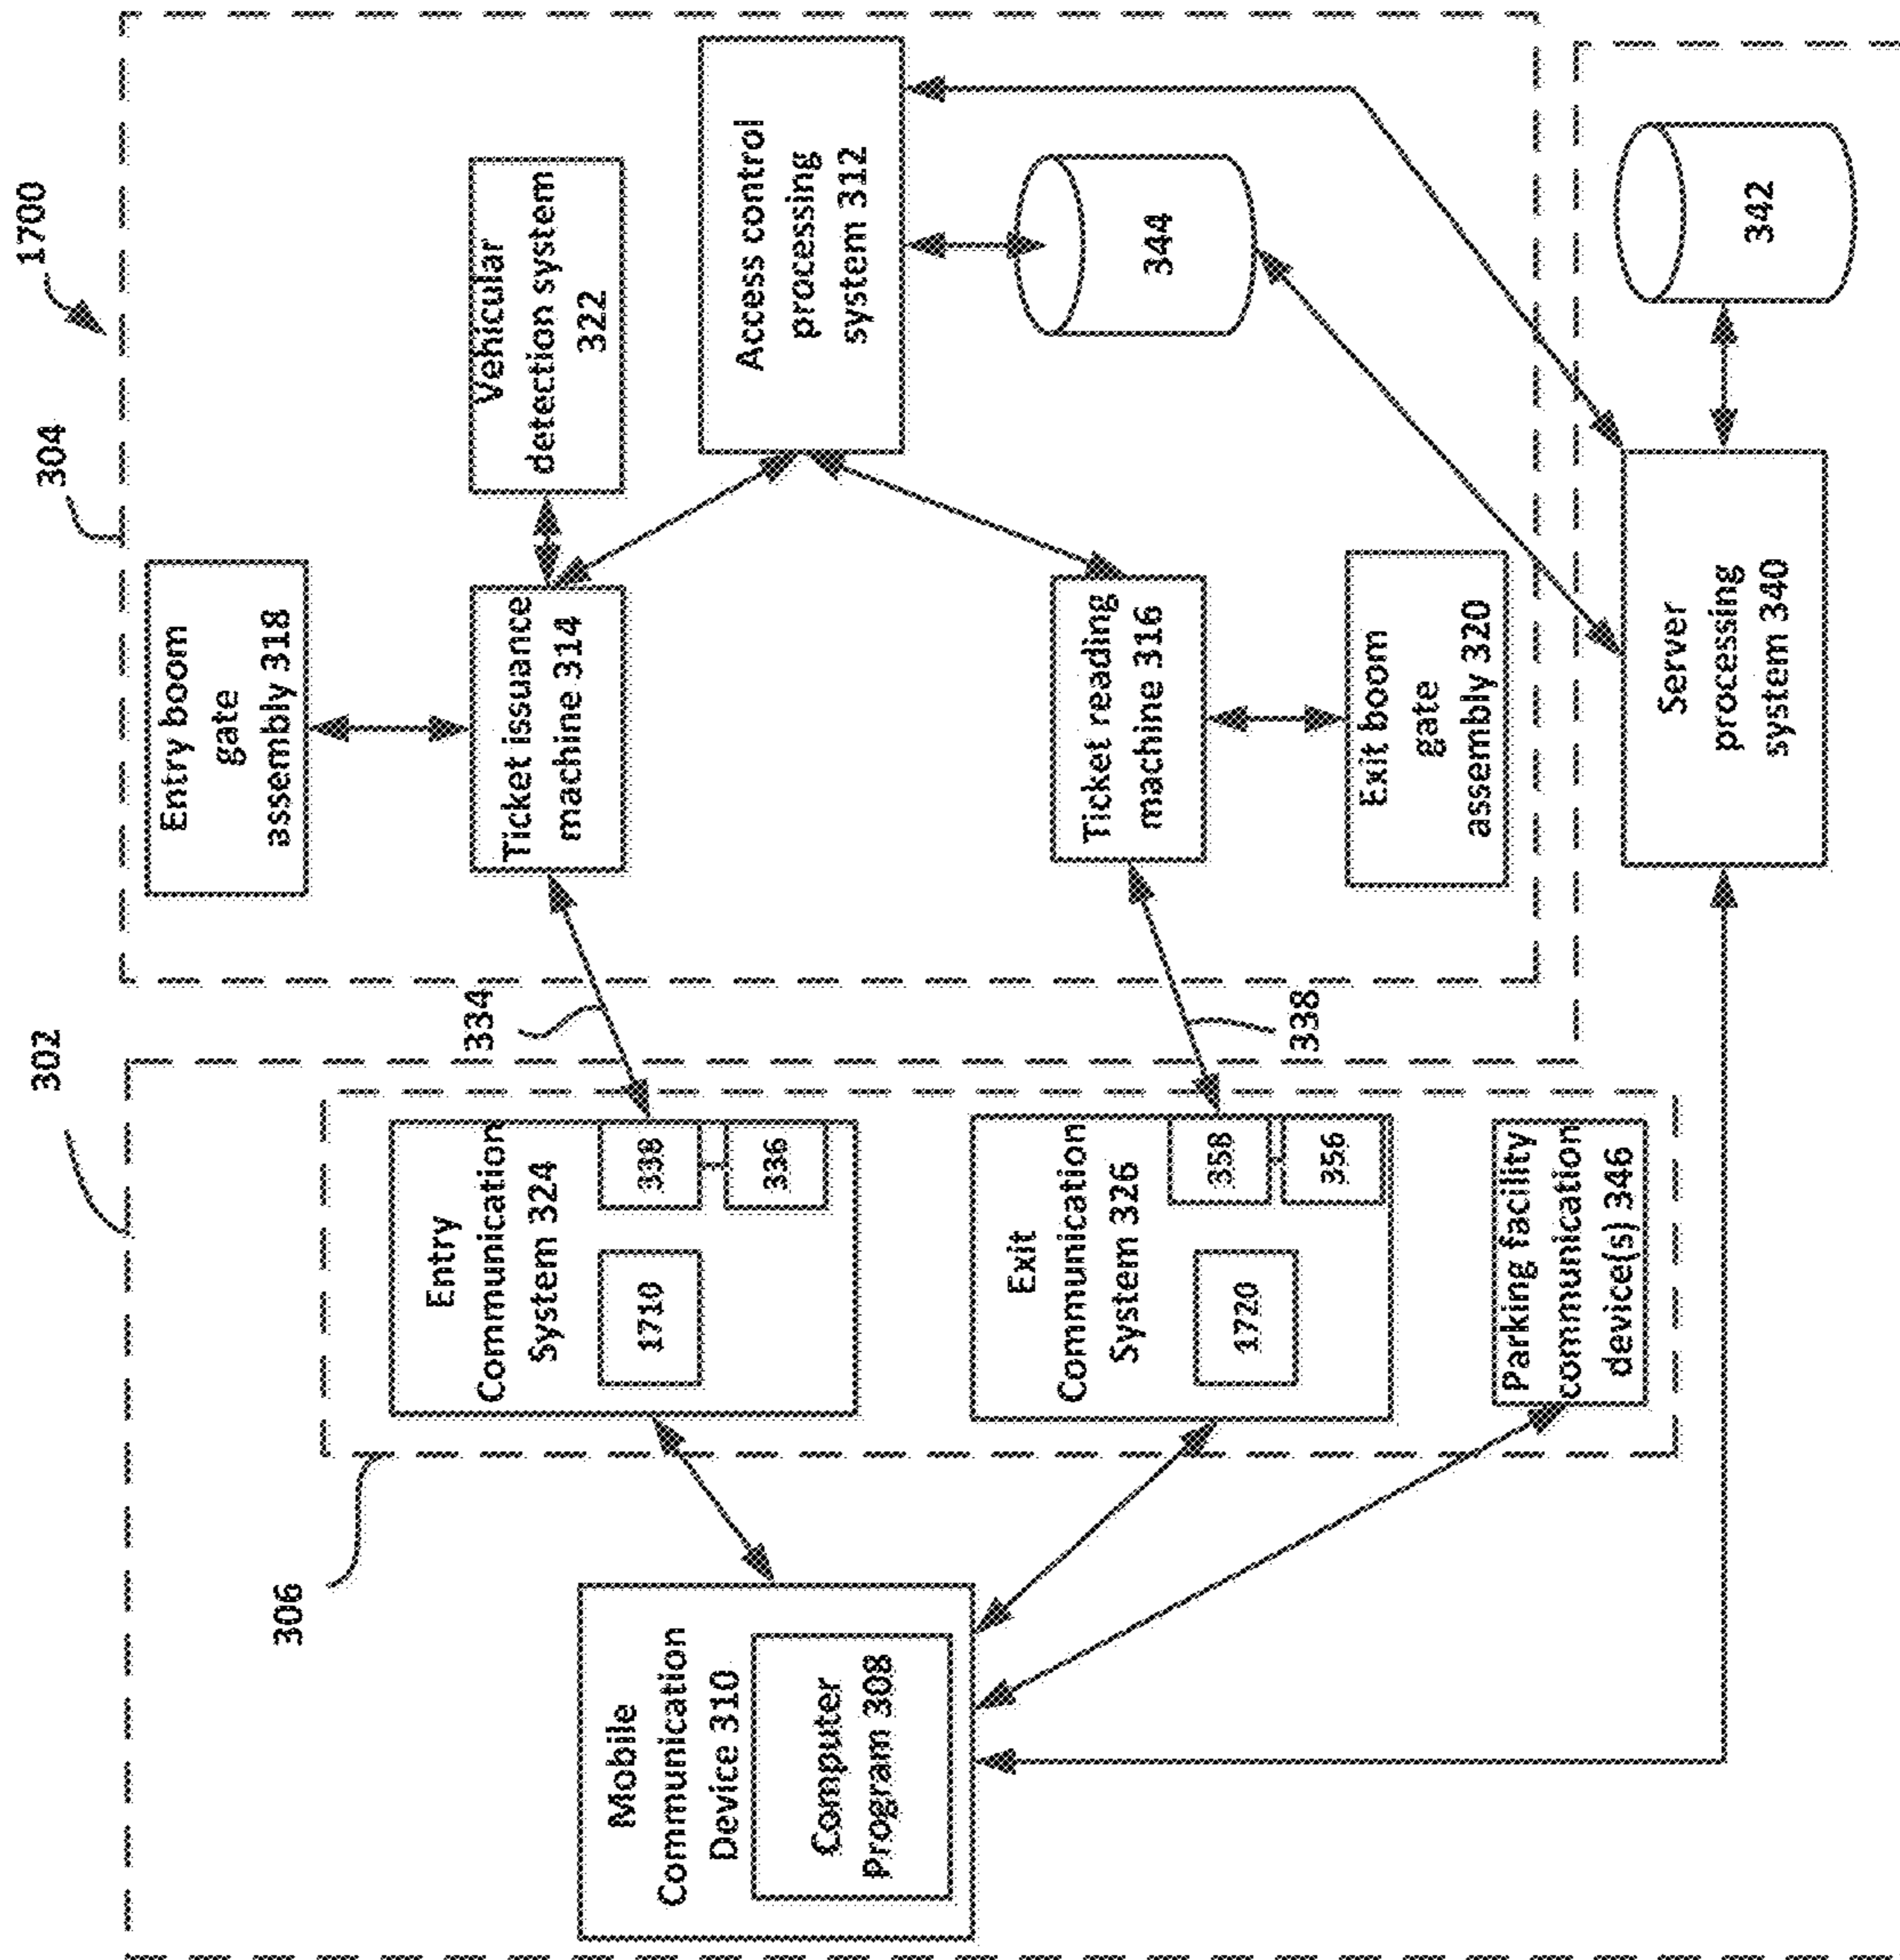 1700
304
302
306
334
338
Entry boom
gate
assembly 318
Vehicular
detection system
322
Ticket issuance
machine 314
Access control
processing
system 312
344
Ticket reading
machine 316
Exit boom
gate
assembly 320
Server
processing
system 340
342
Entry
Communication
System 324
338
336
1710
Exit
Communication
System 326
358
356
1720
Parking facility
communication
device(s) 346
Mobile
Communication
Device 310
Computer
Program 308